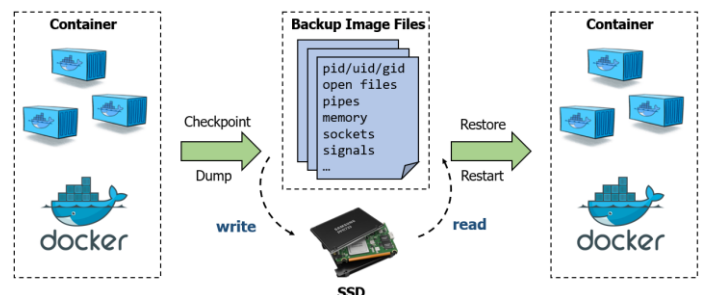 Container
Backup Image Files
Container
pid/uid/gid
open files
pipes
memory
sockets
signals
…
Checkpoint
Dump
Restore
Restart
write
read
docker
docker
SAMSUNG
SSD